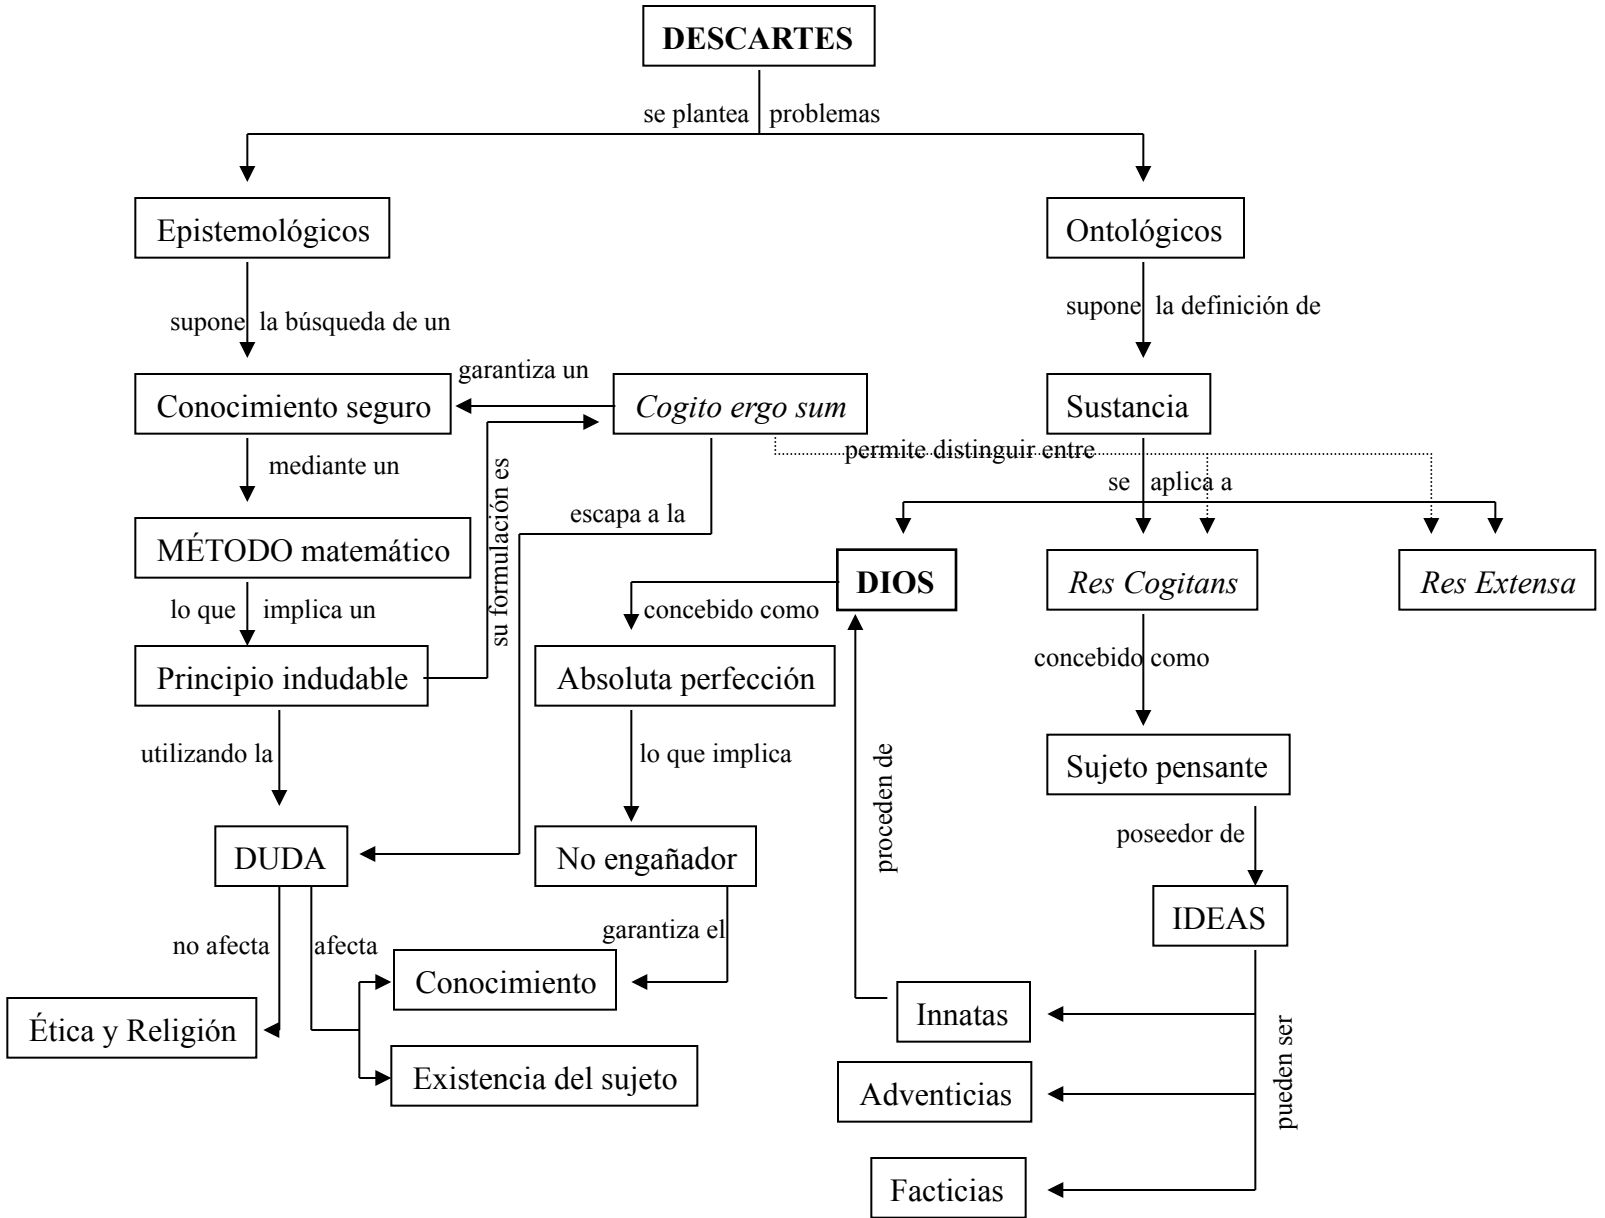 DESCARTES
se plantea problemas
Epistemológicos
Ontológicos
supone la búsqueda de un
supone la definición de
garantiza un
Conocimiento seguro
Cogito ergo sum
Sustancia
permite distinguir entre
mediante un
se aplica a
su formulación es
escapa a la
MÉTODO matemático
DIOS
Res Cogitans
Res Extensa
lo que implica un
concebido como
Principio indudable
Absoluta perfección
concebido como
utilizando la
lo que implica
proceden de
Sujeto pensante
poseedor de
DUDA
No engañador
IDEAS
no afecta
afecta
garantiza el
Conocimiento
Innatas
pueden ser
Ética y Religión
Existencia del sujeto
Adventicias
Facticias